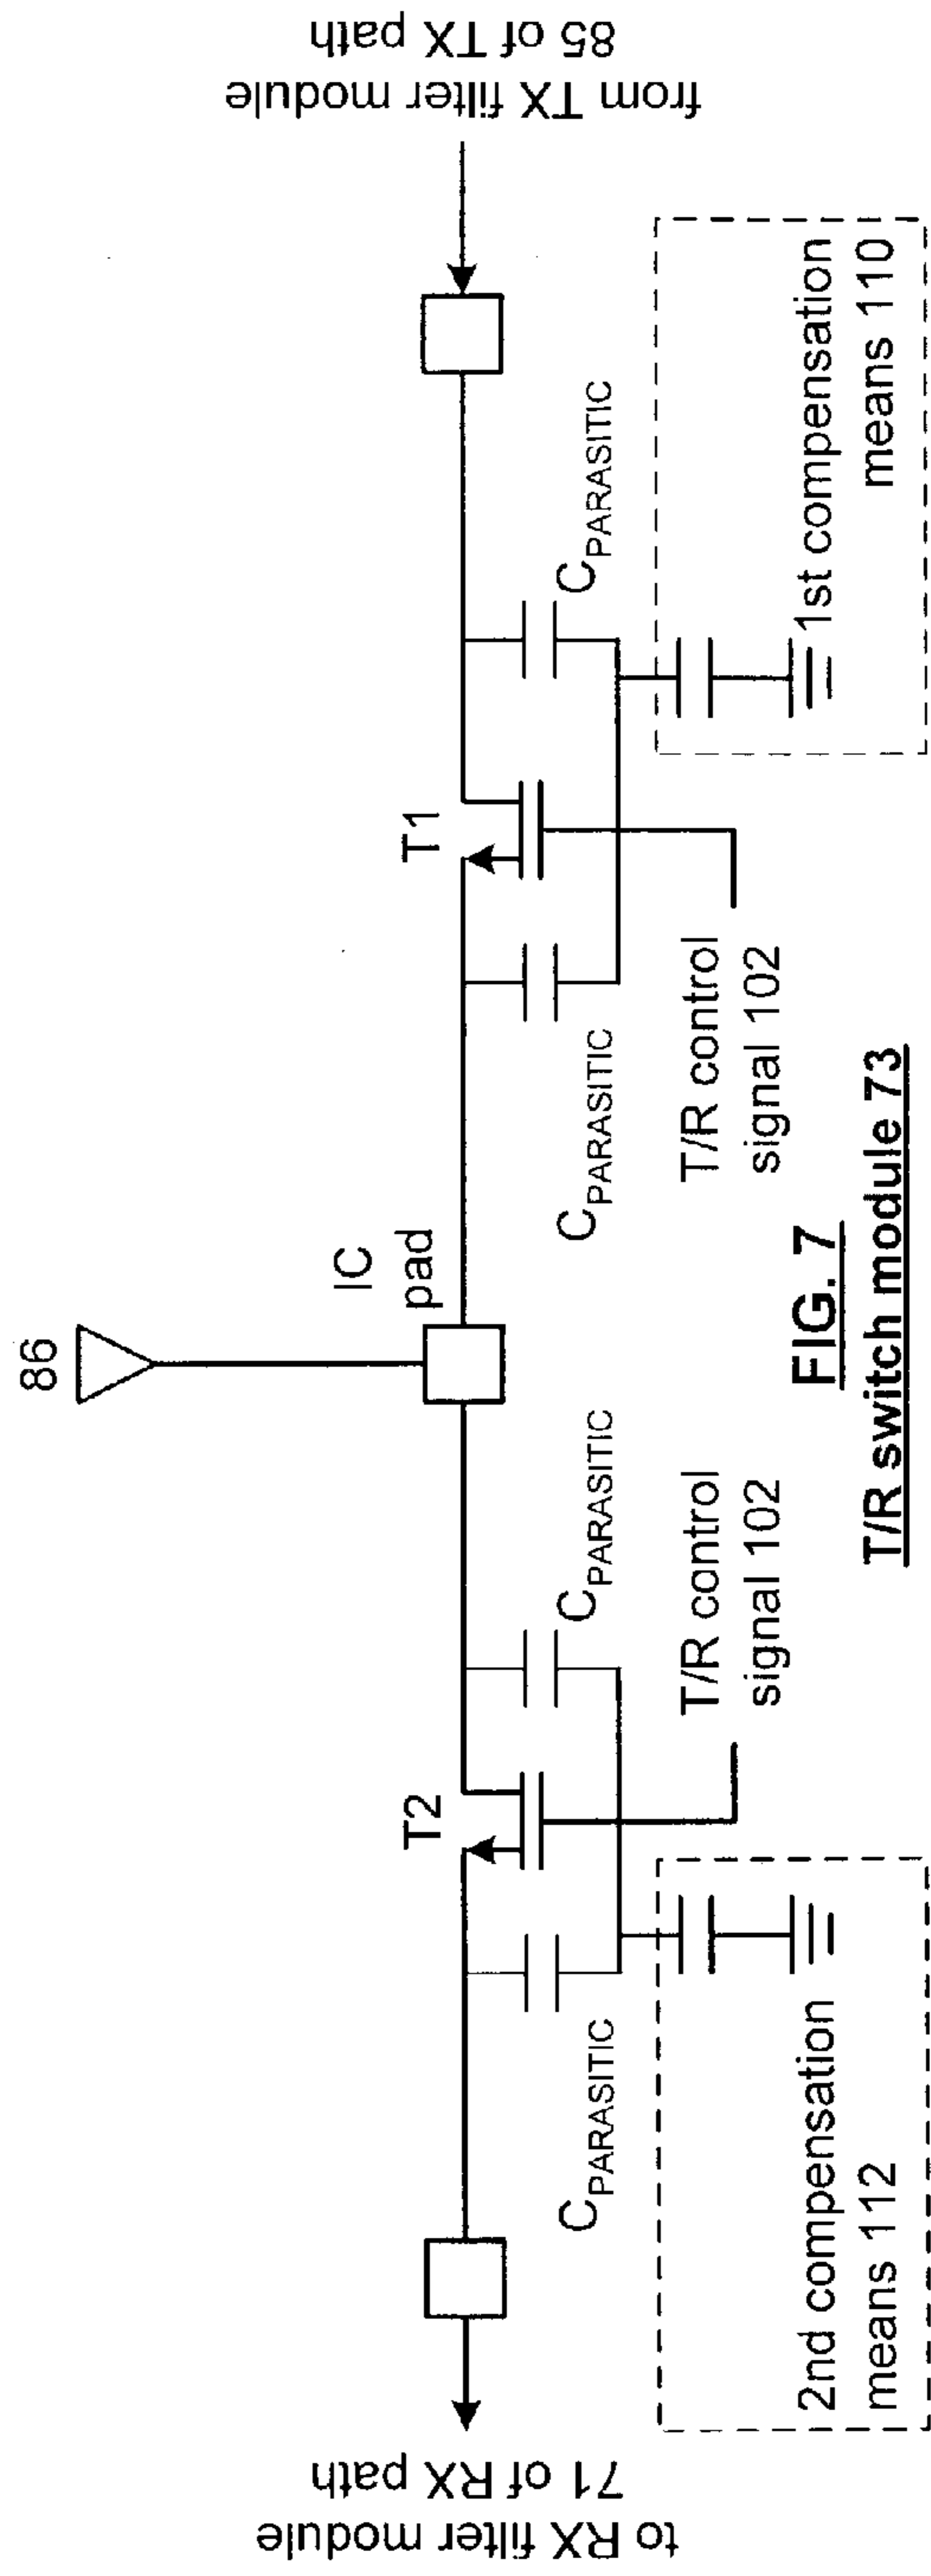 86
IC
pad
to RX filter module
71 of RX path
T2
CPARASITIC
CPARASITIC
T1
CPARASITIC
CPARASITIC
from TX filter module
85 of TX path
2nd compensation
means 112
T/R control
signal 102
T/R control
signal 102
1st compensation
means 110
FIG. 7
T/R switch module 73